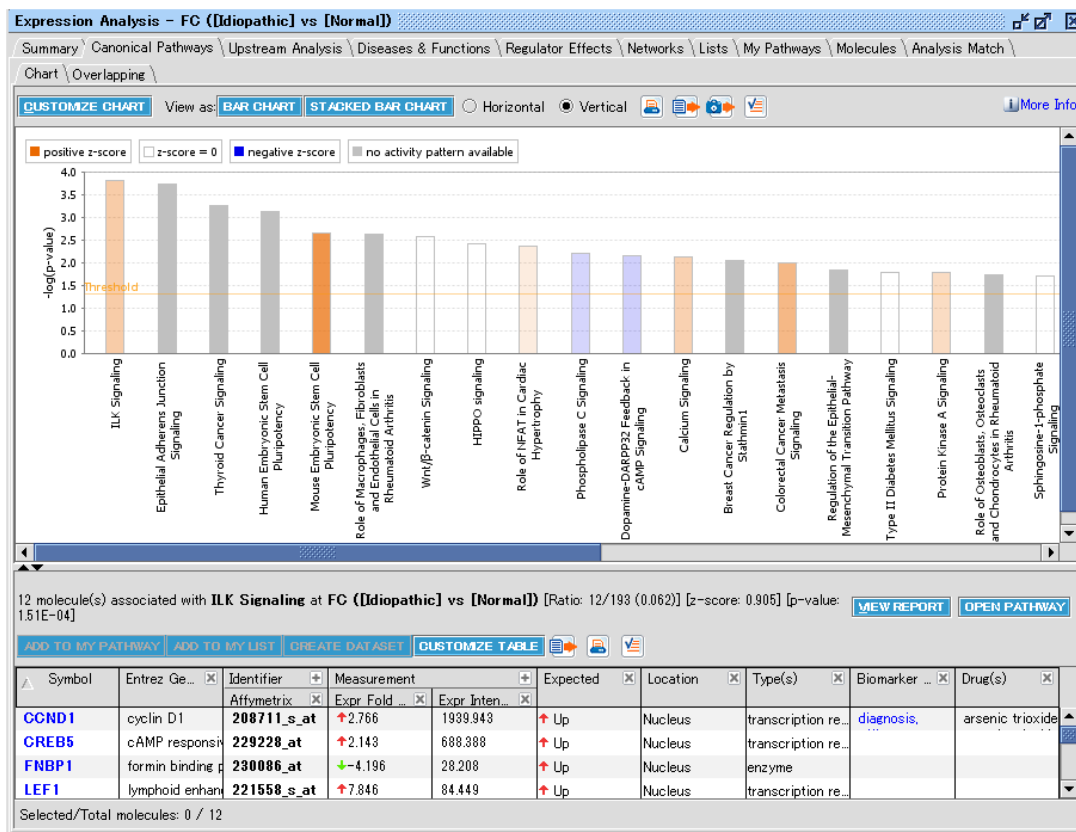 Expression Analysis - FC ([Idiopathic] vs [Normal])
Summary Canonical Pathways Upstream Analysis Diseases & Functions Regulator Effects Networks Lists My Pathways Molecules Analysis Match
Chart Overlapping
CUSTOMIZE CHART View as: BAR CHART STACKED BAR CHART Horizontal Vertical More Info
positive z-score z-score = 0 negative z-score no activity pattern available
-log(p-value)
4.0
3.5
3.0
2.5
2.0
1.5
1.0
0.5
0.0
Threshold
ILK Signaling
Epithelial Adherens Junction
Signaling
Thyroid Cancer Signaling
Human Embryonic Stem Cell
Pluripotency
Mouse Embryonic Stem Cell
Pluripotency
Role of Macrophages, Fibroblasts
and Endothelial Cells in
Rheumatoid Arthritis
Wnt/β-catenin Signaling
HIPPO signaling
Role of NFAT in Cardiac
Hypertrophy
Phospholipase C Signaling
Dopamine-DARPP32 Feedback in
cAMP Signaling
Calcium Signaling
Breast Cancer Regulation by
Stathmin1
Colorectal Cancer Metastasis
Signaling
Regulation of the Epithelial-
Mesenchymal Transition Pathway
Type II Diabetes Mellitus Signaling
Protein Kinase A Signaling
Role of Osteoblasts, Osteoclasts
and Chondrocytes in Rheumatoid
Arthritis
Sphingosine-1-phosphate
Signaling
12 molecule(s) associated with ILK Signaling at FC ([Idiopathic] vs [Normal]) [Ratio: 12/193 (0.062)] [z-score: 0.905] [p-value:
1.51E-04]
VIEW REPORT OPEN PATHWAY
ADD TO MY PATHWAY ADD TO MY LIST CREATE DATASET CUSTOMIZE TABLE
Symbol Entrez Ge... Identifier Measurement Expected Location Type(s) Biomarker ... Drug(s)
Affymetrix Expr Fold ... Expr Inten...
CCND1 cyclin D1 208711_s_at 2.766 1939.943 Up Nucleus transcription re... diagnosis, arsenic trioxide
CREB5 cAMP responsiv 229228_at 2.143 688.388 Up Nucleus transcription re...
FNBP1 formin binding p 230086_at -4.196 28.208 Up Nucleus enzyme
LEF1 lymphoid enhan 221558_s_at 7.846 84.449 Up Nucleus transcription re...
Selected/Total molecules: 0 / 12